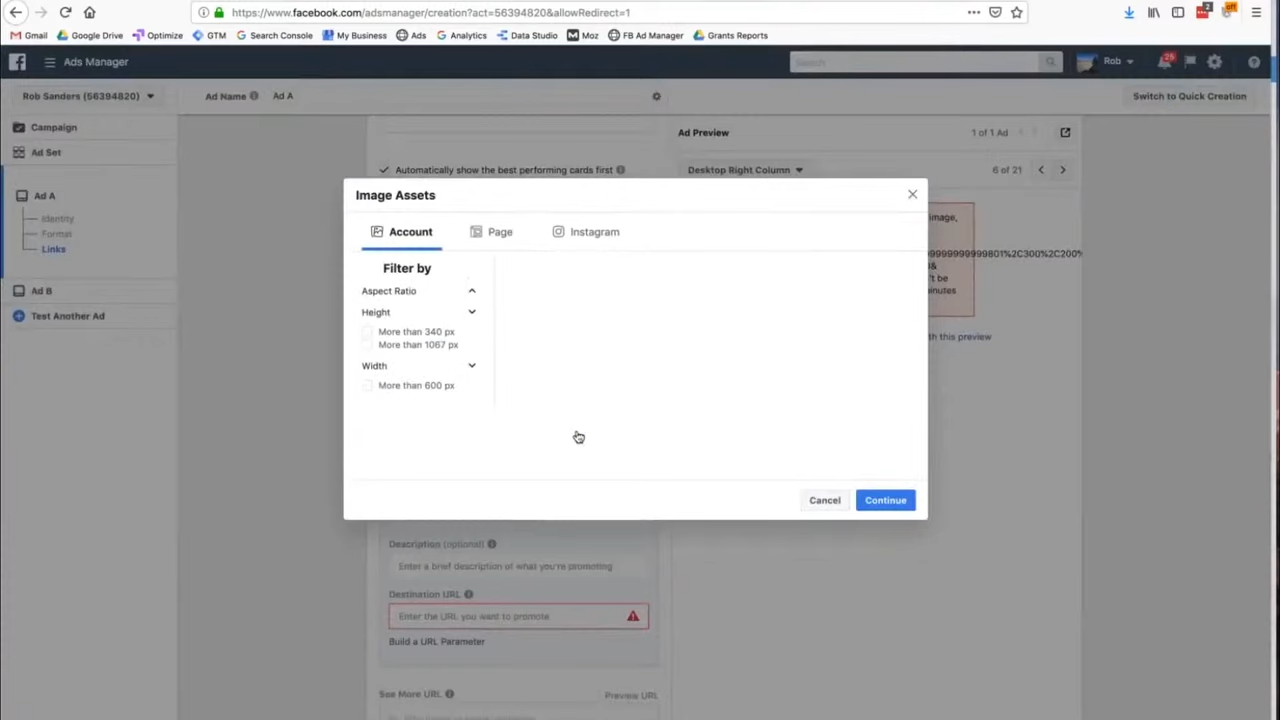 https://www.facebook.com/adsmanager/creation?act=56394820&allowRedirect=1
2
off
Gmail Google Drive Optimize GTM Search Console My Business Ads Analytics Data Studio Moz FB Ad Manager Grants Reports
Ads Manager
Search
Rob
25
Rob Sanders (56394820)
Ad Name Ad A
Switch to Quick Creation
Campaign
Ad Set
Ad A
Identity
Format
Links
Ad B
Test Another Ad
Automatically show the best performing cards first
Ad Preview
1 of 1 Ad
Desktop Right Column
6 of 21
image,
9999999999801%2C300%2C200%
't be
minutes
th this preview
Image Assets
Account Page Instagram
Filter by
Aspect Ratio
Height
More than 340 px
More than 1067 px
Width
More than 600 px
Cancel Continue
Description (optional)
Enter a brief description of what you're promoting
Destination URL
Enter the URL you want to promote
Build a URL Parameter
See More URL
Preview URL